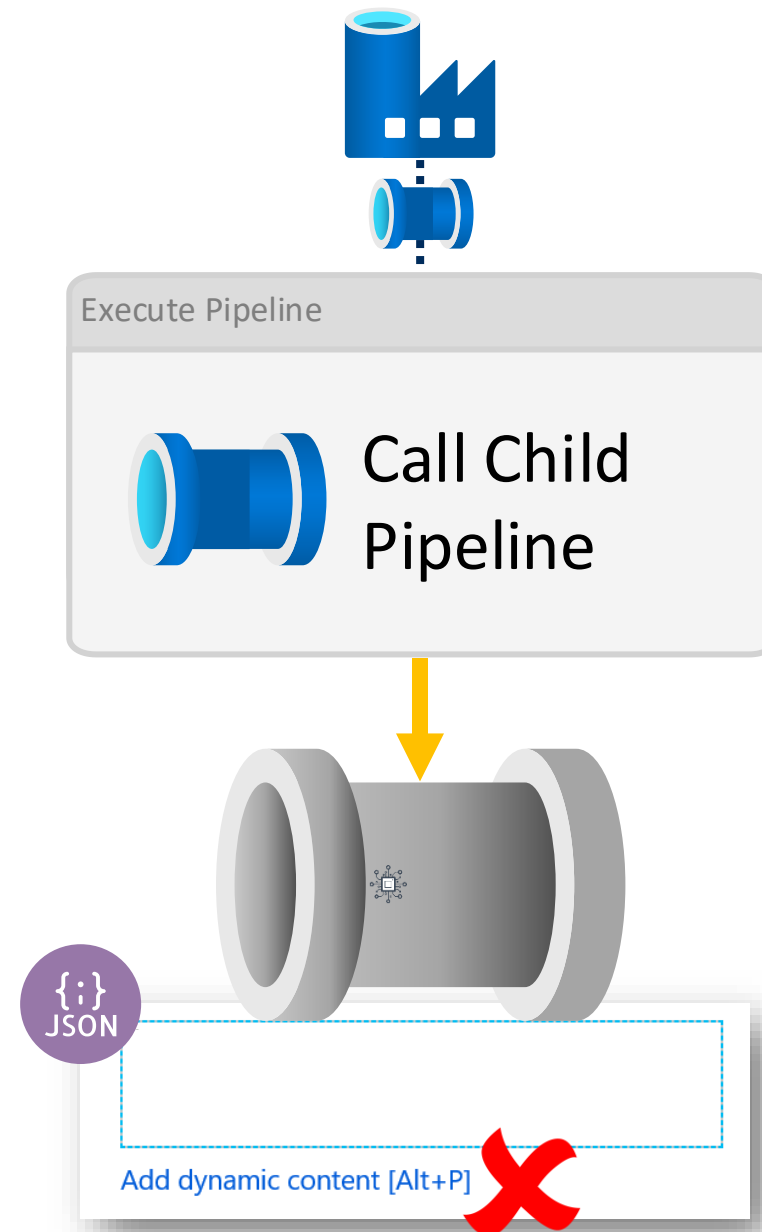 Execute Pipeline
Call Child
Pipeline
{;}
JSON
Add dynamic content [Alt+P]